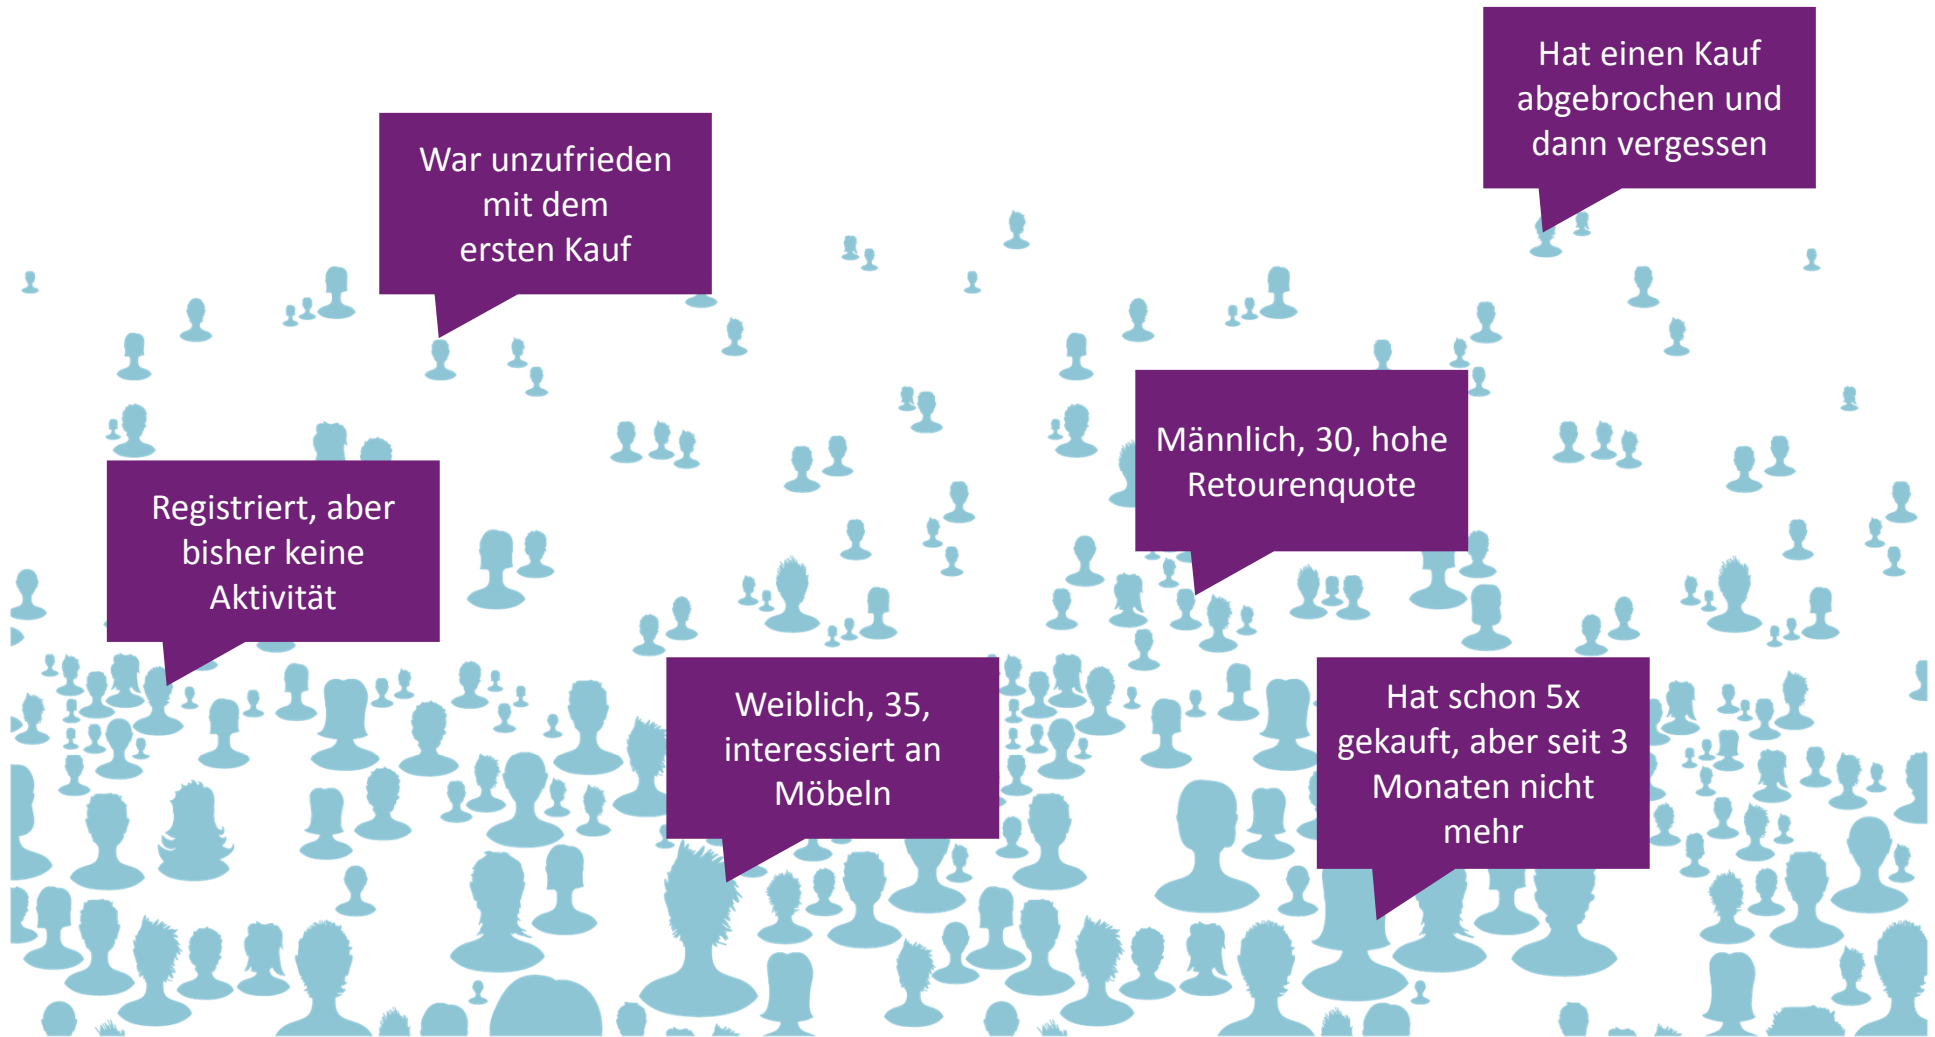 Hat einen Kauf
abgebrochen und
dann vergessen
War unzufrieden
mit dem
ersten Kauf
Männlich, 30, hohe
Retourenquote
Registriert, aber
bisher keine
Aktivität
Weiblich, 35,
interessiert an
Möbeln
Hat schon 5x
gekauft, aber seit 3
Monaten nicht
mehr